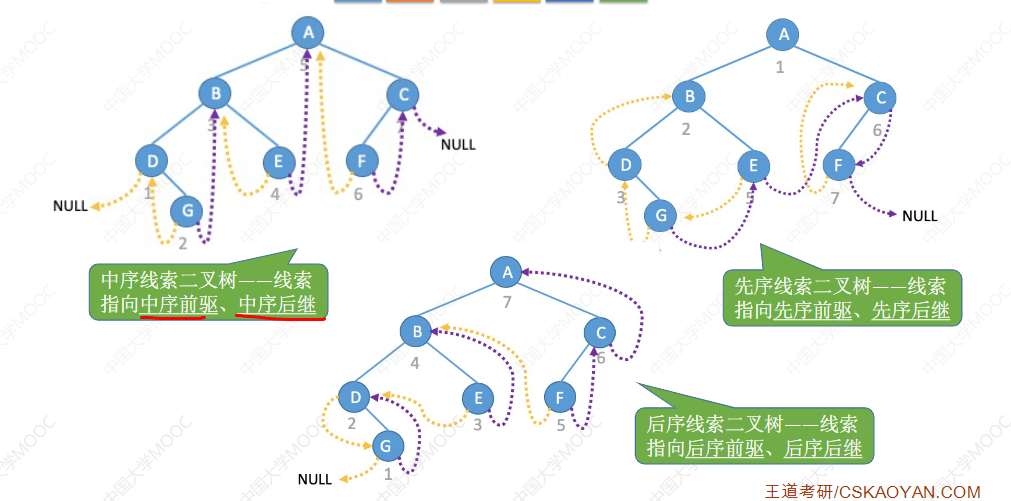 A
5
B
3
C
7
NULL
D
1
E
4
F
6
NULL
G
2
中序线索二叉树——线索
指向中序前驱、中序后继
A
1
B
2
C
6
D
3
E
5
F
7
G
NULL
先序线索二叉树——线索
指向先序前驱、先序后继
A
7
B
4
C
6
D
2
E
3
F
5
G
1
NULL
后序线索二叉树——线索
指向后序前驱、后序后继
王道考研/CSKAOYAN.COM
中国大学MOOC